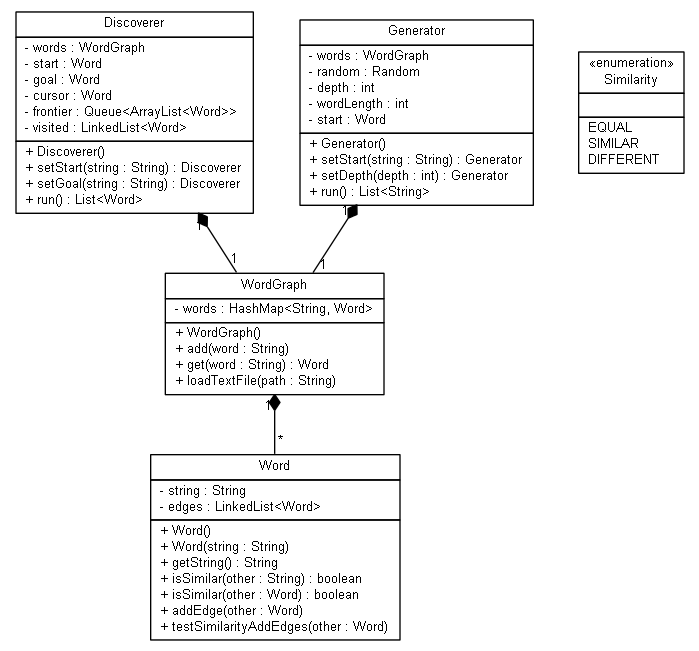 Discoverer
- words : WordGraph
- start : Word
- goal : Word
- cursor : Word
- frontier : Queue<ArrayList<Word>>
- visited : LinkedList<Word>
+ Discoverer()
+ setStart(string : String) : Discoverer
+ setGoal(string : String) : Discoverer
+ run() : List<Word>
Generator
- words : WordGraph
- random : Random
- depth : int
- wordLength : int
- start : Word
+ Generator()
+ setStart(string : String) : Generator
+ setDepth(depth : int) : Generator
+ run() : List<String>
«enumeration»
Similarity
EQUAL
SIMILAR
DIFFERENT
1
1
1
1
WordGraph
- words : HashMap<String, Word>
+ WordGraph()
+ add(word : String)
+ get(word : String) : Word
+ loadTextFile(path : String)
1
*
Word
- string : String
- edges : LinkedList<Word>
+ Word()
+ Word(string : String)
+ getString() : String
+ isSimilar(other : String) : boolean
+ isSimilar(other : Word) : boolean
+ addEdge(other : Word)
+ testSimilarityAddEdges(other : Word)